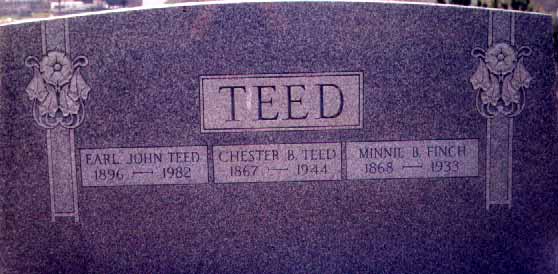 TEED
EARL JOHN TEED
1896 — 1982
CHESTER B. TEED
1867 — 1944
MINNIE B. FINCH
1868 — 1933